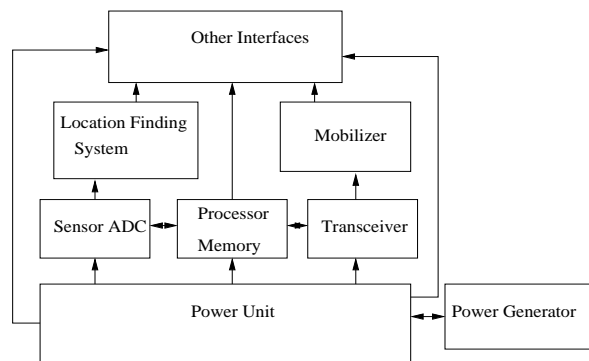 Other Interfaces
Location Finding
System
Mobilizer
Sensor ADC
Processor
Memory
Transceiver
Power Unit
Power Generator